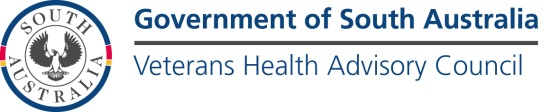 SOUTH
AUSTRALIA
Government of South Australia
Veterans Health Advisory Council